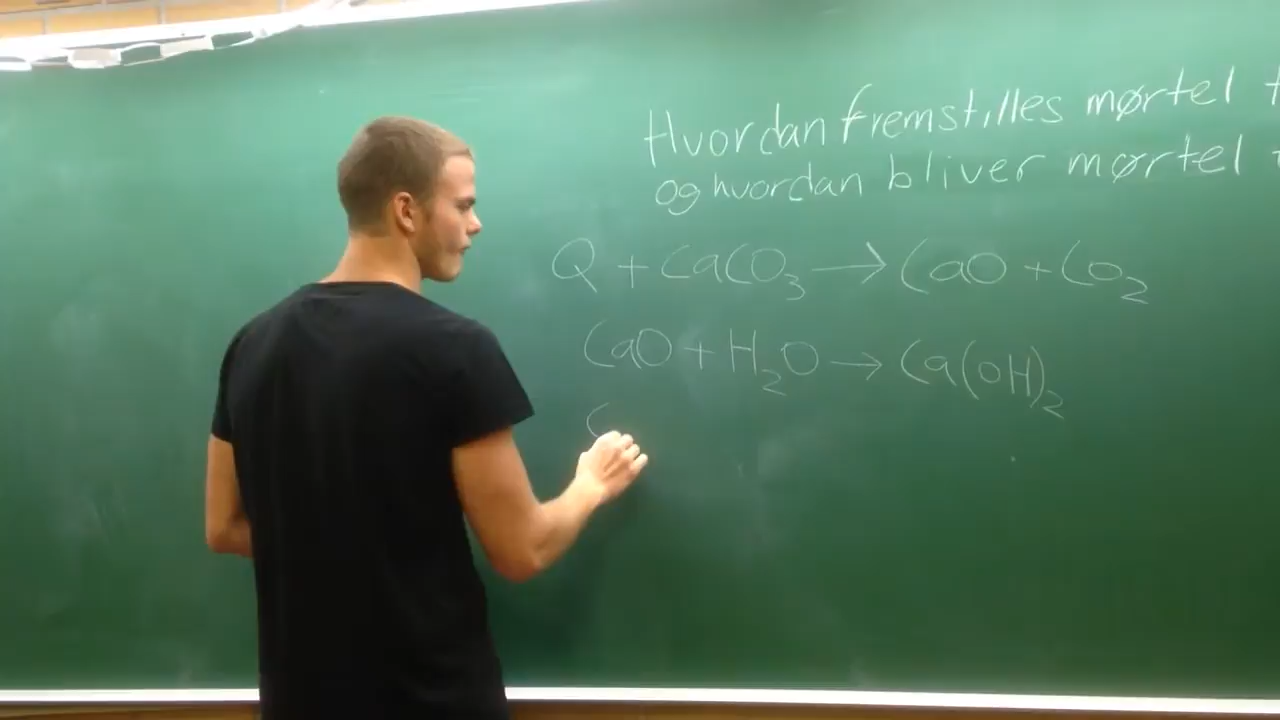 Hvordan fremstilles mørtel
og hvordan bliver mørtel
Q + CaCO₃ → CaO + CO₂
CaO + H₂O → Ca(OH)₂
C